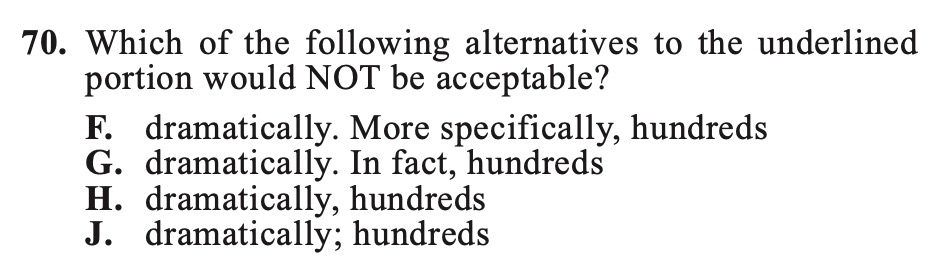 70. Which of the following alternatives to the underlined
portion would NOT be acceptable?
F. dramatically. More specifically, hundreds
G. dramatically. In fact, hundreds
H. dramatically, hundreds
J. dramatically; hundreds